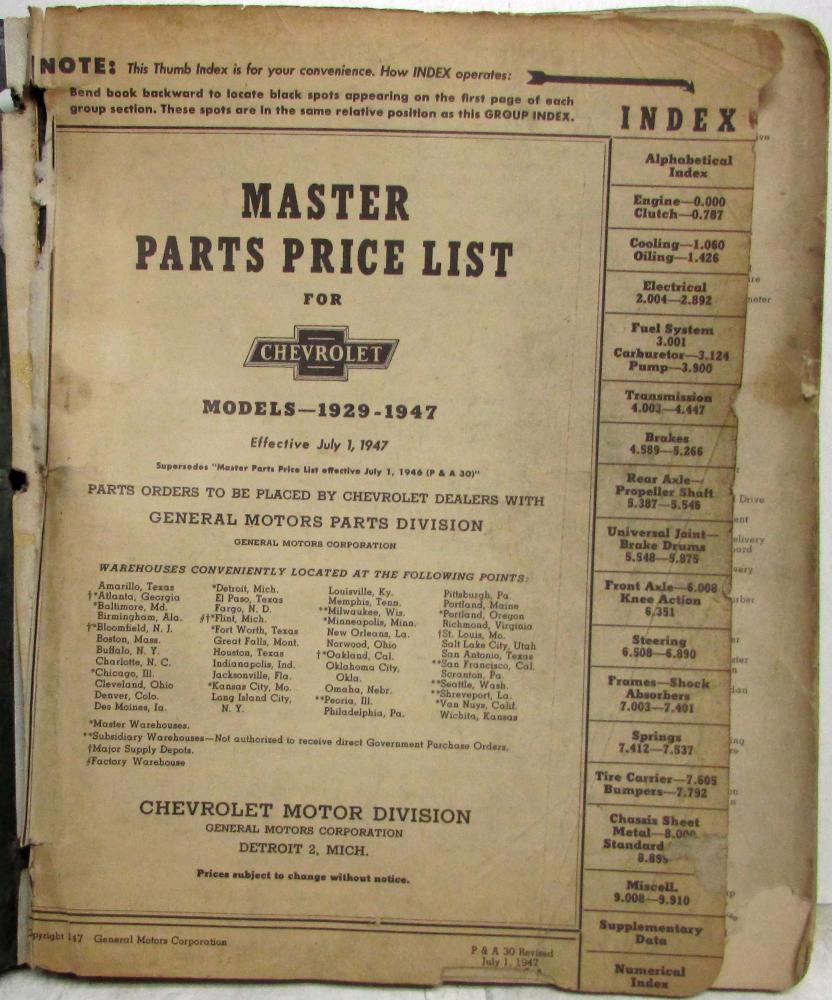 NOTE: This Thumb Index is for your convenience. How INDEX operates:
Bend book backward to locate black spots appearing on the first page of each
group section. These spots are in the same relative position as this GROUP INDEX.
INDEX
MASTER
PARTS PRICE LIST
FOR
CHEVROLET
MODELS—1929-1947
Effective July 1, 1947
Supersedes "Master Parts Price List effective July 1, 1946 (P & A 30)"
PARTS ORDERS TO BE PLACED BY CHEVROLET DEALERS WITH
GENERAL MOTORS PARTS DIVISION
GENERAL MOTORS CORPORATION
WAREHOUSES CONVENIENTLY LOCATED AT THE FOLLOWING POINTS:
Amarillo, Texas
†*Atlanta, Georgia
*Baltimore, Md.
Birmingham, Ala.
†*Bloomfield, N. J.
Boston, Mass.
Buffalo, N. Y.
Charlotte, N. C.
*Chicago, Ill.
Cleveland, Ohio
Denver, Colo.
Des Moines, Ia.
*Detroit, Mich.
El Paso, Texas
Fargo, N. D.
#†*Flint, Mich.
*Fort Worth, Texas
Great Falls, Mont.
Houston, Texas
Indianapolis, Ind.
Jacksonville, Fla.
*Kansas City, Mo.
Long Island City,
N. Y.
Louisville, Ky.
Memphis, Tenn.
**Milwaukee, Wis.
*Minneapolis, Minn.
New Orleans, La.
Norwood, Ohio
†*Oakland, Cal.
Oklahoma City,
Okla.
Omaha, Nebr.
**Peoria, Ill.
Philadelphia, Pa.
Pittsburgh, Pa.
Portland, Maine
*Portland, Oregon
Richmond, Virginia
†St. Louis, Mo.
Salt Lake City, Utah
San Antonio, Texas
**San Francisco, Cal.
Scranton, Pa.
**Seattle, Wash.
**Shreveport, La.
*Van Nuys, Calif.
Wichita, Kansas
*Master Warehouses.
**Subsidiary Warehouses—Not authorized to receive direct Government Purchase Orders.
†Major Supply Depots.
#Factory Warehouse
CHEVROLET MOTOR DIVISION
GENERAL MOTORS CORPORATION
DETROIT 2, MICH.
Prices subject to change without notice.
pyright 147 General Motors Corporation
P & A 30 Revised
July 1, 1947
Alphabetical
Index
Engine—0.000
Clutch—0.787
Cooling—1.060
Oiling—1.426
Electrical
2.004—2.892
Fuel System
3.001
Carburetor—3.124
Pump—3.900
Transmission
4.003—4.447
Brakes
4.589—5.266
Rear Axle—
Propeller Shaft
5.387—5.546
Universal Joint—
Brake Drums
5.548—5.875
Front Axle—6.008
Knee Action
6.351
Steering
6.508—6.890
Frames—Shock
Absorbers
7.003—7.401
Springs
7.412—7.537
Tire Carrier—7.605
Bumpers—7.792
Chassis Sheet
Metal—8.000
Standard
8.895
Miscell.
9.008—9.910
Supplementary
Data
Numerical
Index